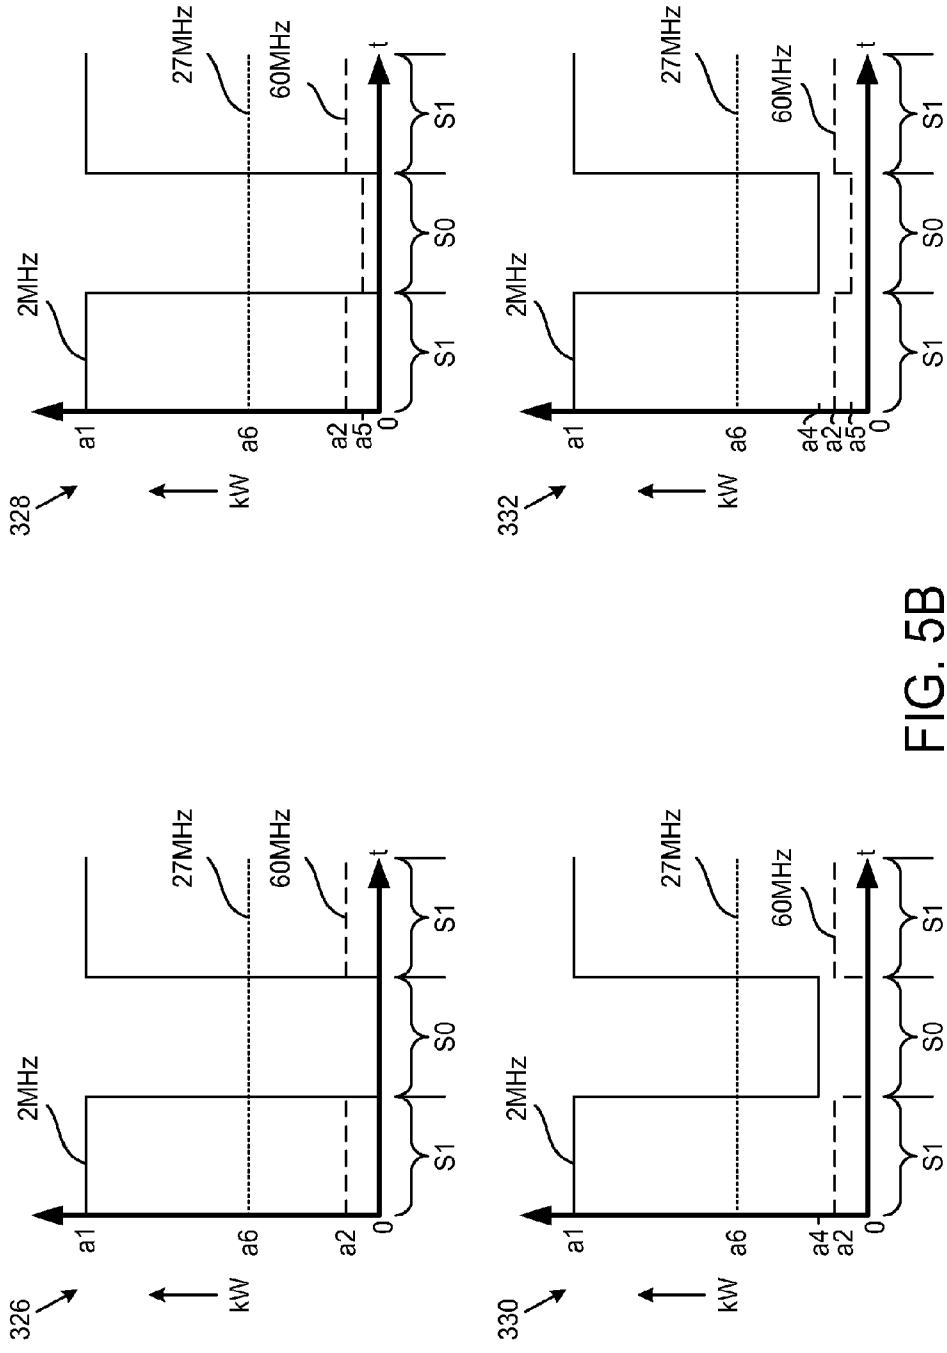 326
kW
a1
a6
a2
0
2MHz
27MHz
60MHz
t
S1
S0
S1
328
kW
a1
a6
a2
a5
0
2MHz
27MHz
60MHz
t
S1
S0
S1
330
kW
a1
a6
a4
a2
0
2MHz
27MHz
60MHz
t
S1
S0
S1
332
kW
a1
a6
a4
a2
a5
0
2MHz
27MHz
60MHz
t
S1
S0
S1
FIG. 5B